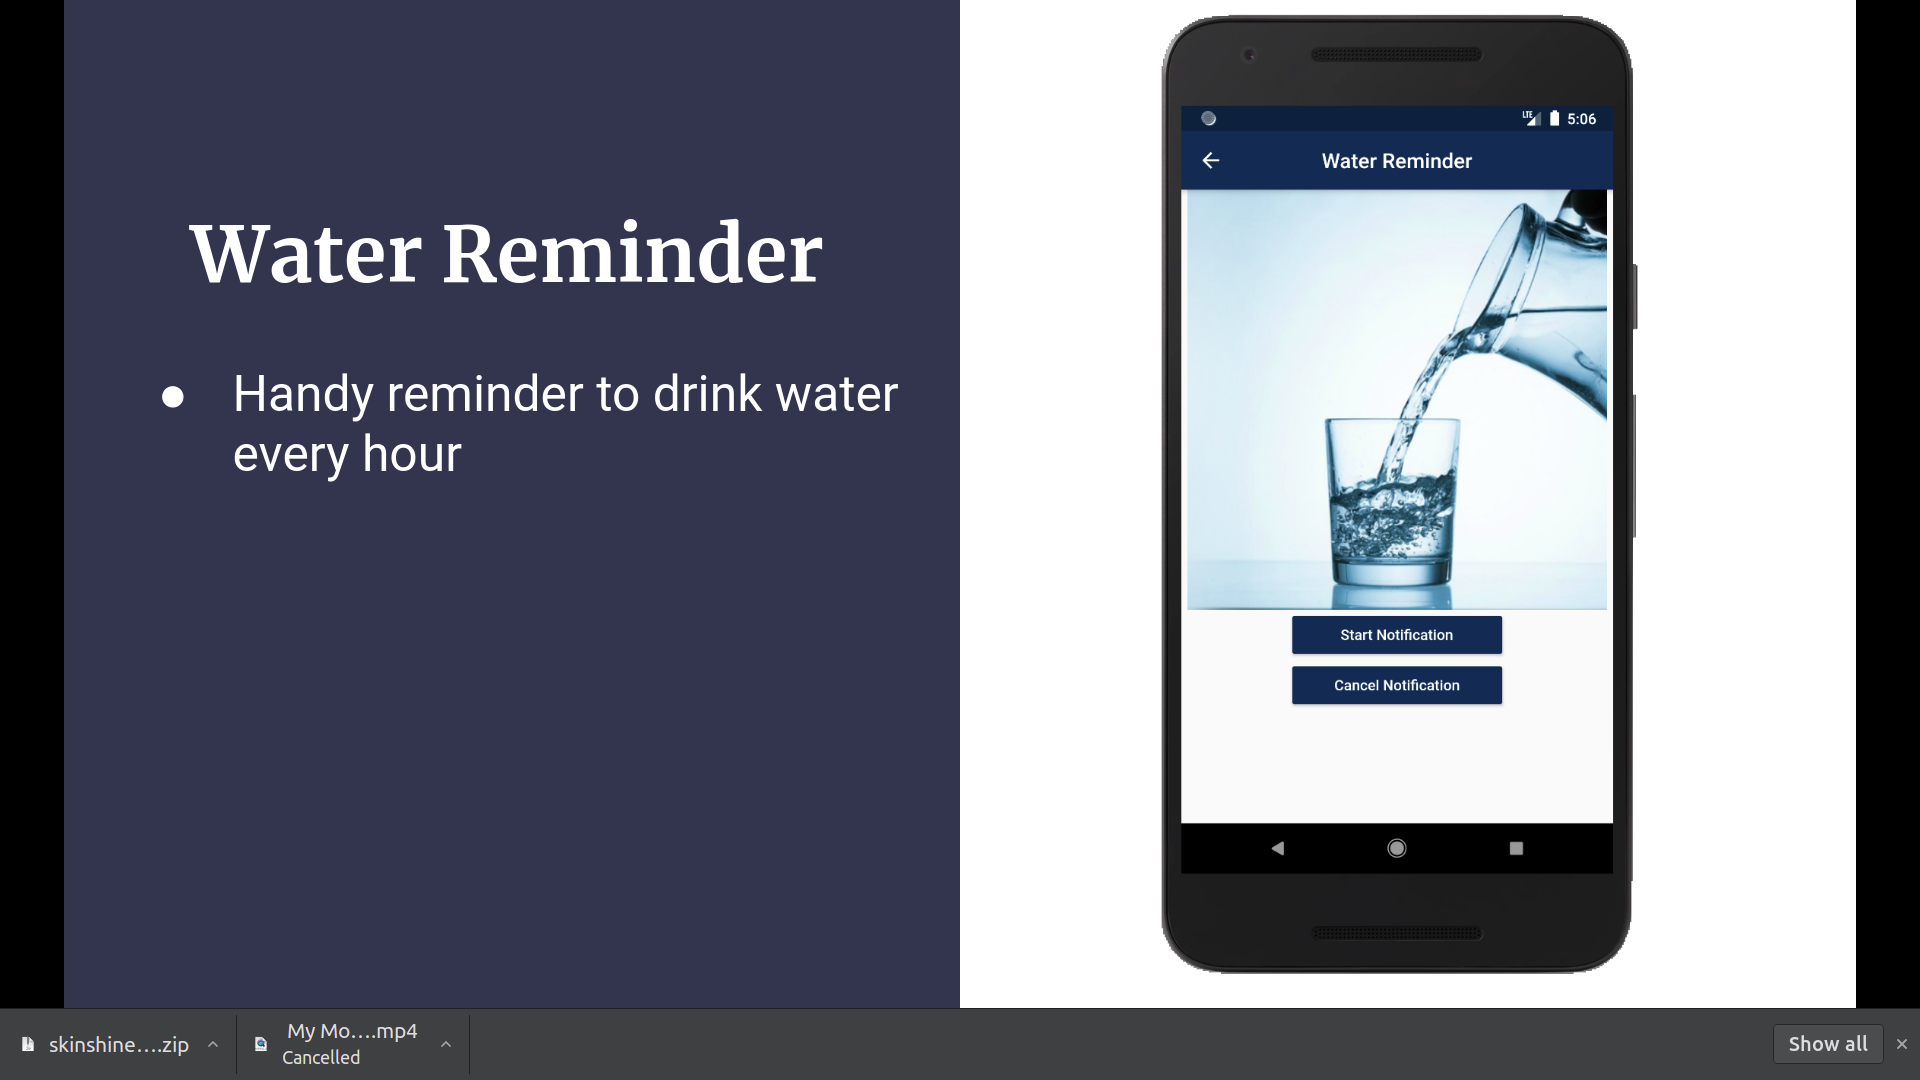 Water Reminder
● Handy reminder to drink water
every hour
LTE 5:06
Water Reminder
Start Notification
Cancel Notification
skinshine....zip
My Mo....mp4
Cancelled
Show all